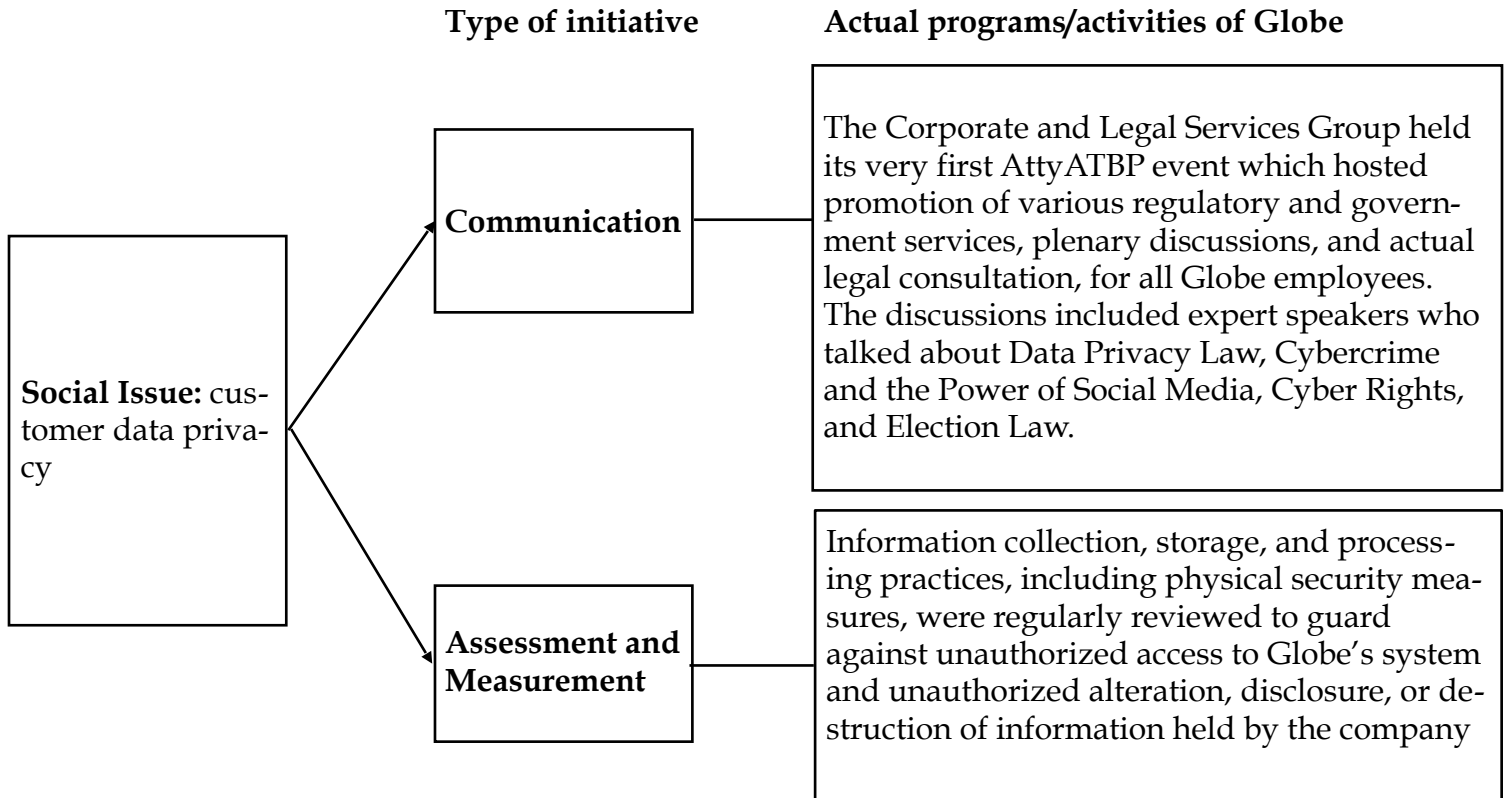 Type of initiative
Actual programs/activities of Globe
Social Issue: cus-
tomer data priva-
cy
Communication
The Corporate and Legal Services Group held
its very first AttyATBP event which hosted
promotion of various regulatory and govern-
ment services, plenary discussions, and actual
legal consultation, for all Globe employees.
The discussions included expert speakers who
talked about Data Privacy Law, Cybercrime
and the Power of Social Media, Cyber Rights,
and Election Law.
Assessment and
Measurement
Information collection, storage, and process-
ing practices, including physical security mea-
sures, were regularly reviewed to guard
against unauthorized access to Globe’s system
and unauthorized alteration, disclosure, or de-
struction of information held by the company